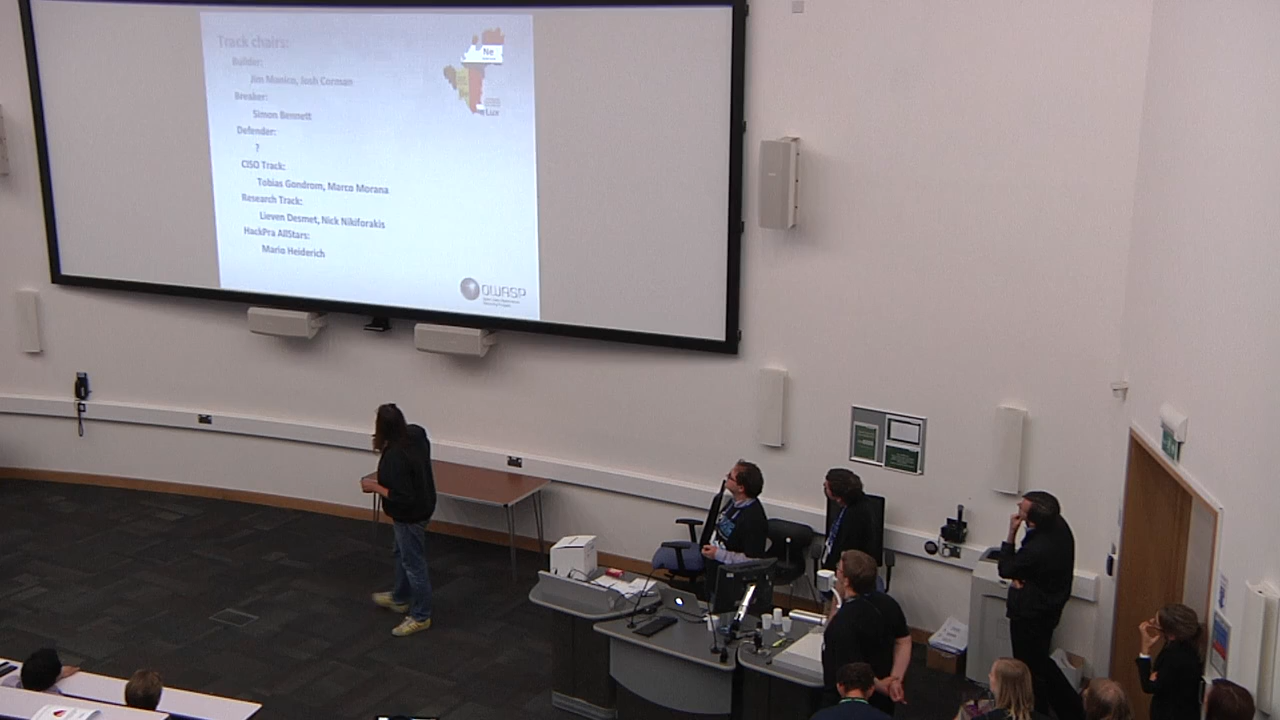 Track chairs:
Builder:
Jim Manico, Josh Corman
Breaker:
Simon Bennett
Defender:
?
CISO Track:
Tobias Gondrom, Marco Morana
Research Track:
Lieven Desmet, Nick Nikiforakis
HackPra AllStars:
Mario Heiderich
Ne
Lux
OWASP